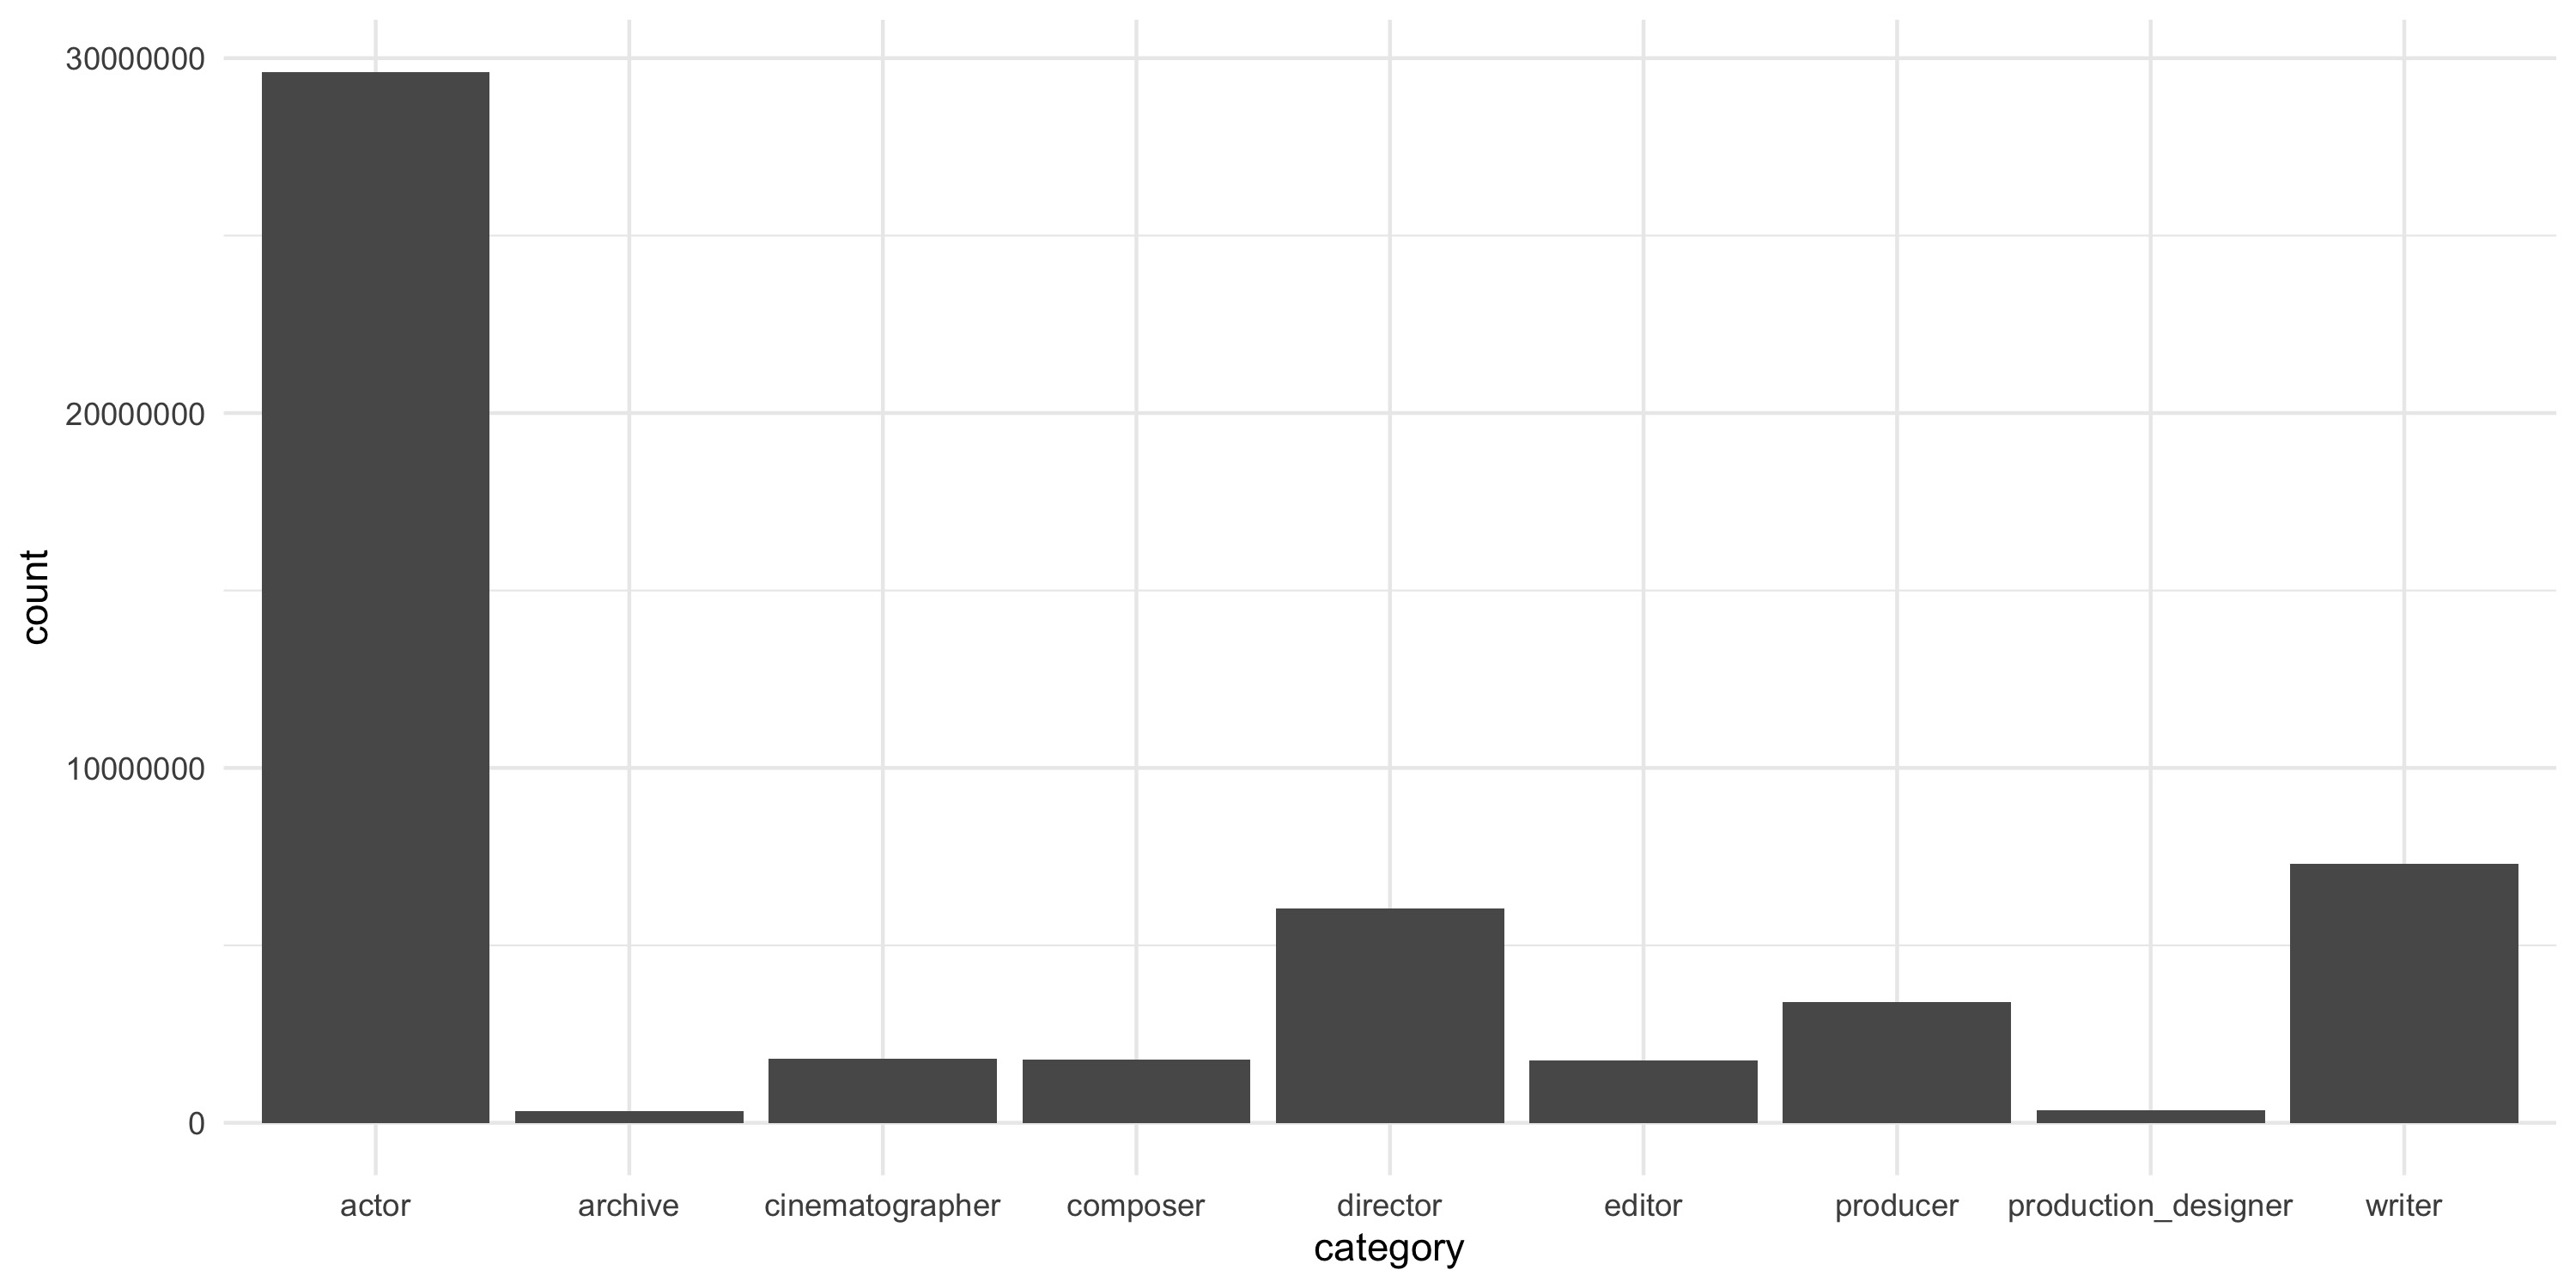 30000000
20000000
10000000
0
count
actor archive cinematographer composer director editor producer production_designer writer
category